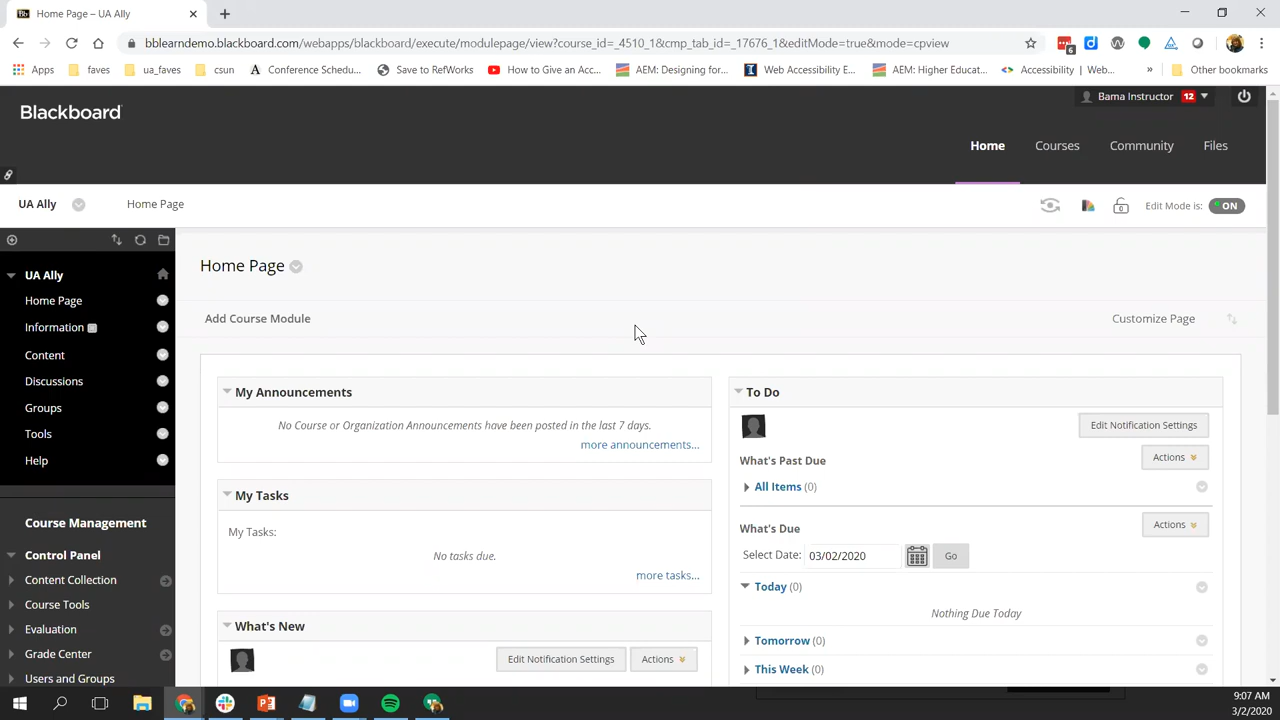 Home Page – UA Ally
bblearndemo.blackboard.com/webapps/blackboard/execute/modulepage/view?course_id=_4510_1&cmp_tab_id=_17676_1&editMode=true&mode=cpview
6
Apps faves ua_faves csun Conference Schedu... Save to RefWorks How to Give an Acc... AEM: Designing for... Web Accessibility E... AEM: Higher Educat... Accessibility | Web... » Other bookmarks
Blackboard
Bama Instructor 12
Home Courses Community Files
UA Ally Home Page Edit Mode is: ON
UA Ally
Home Page
Information
Content
Discussions
Groups
Tools
Help
Course Management
Control Panel
Content Collection
Course Tools
Evaluation
Grade Center
Users and Groups
Home Page
Add Course Module Customize Page
My Announcements
No Course or Organization Announcements have been posted in the last 7 days.
more announcements...
My Tasks
My Tasks:
No tasks due.
more tasks...
What's New
Edit Notification Settings Actions
To Do
Edit Notification Settings
What's Past Due Actions
All Items (0)
What's Due Actions
Select Date: 03/02/2020 Go
Today (0)
Nothing Due Today
Tomorrow (0)
This Week (0)
9:07 AM
3/2/2020